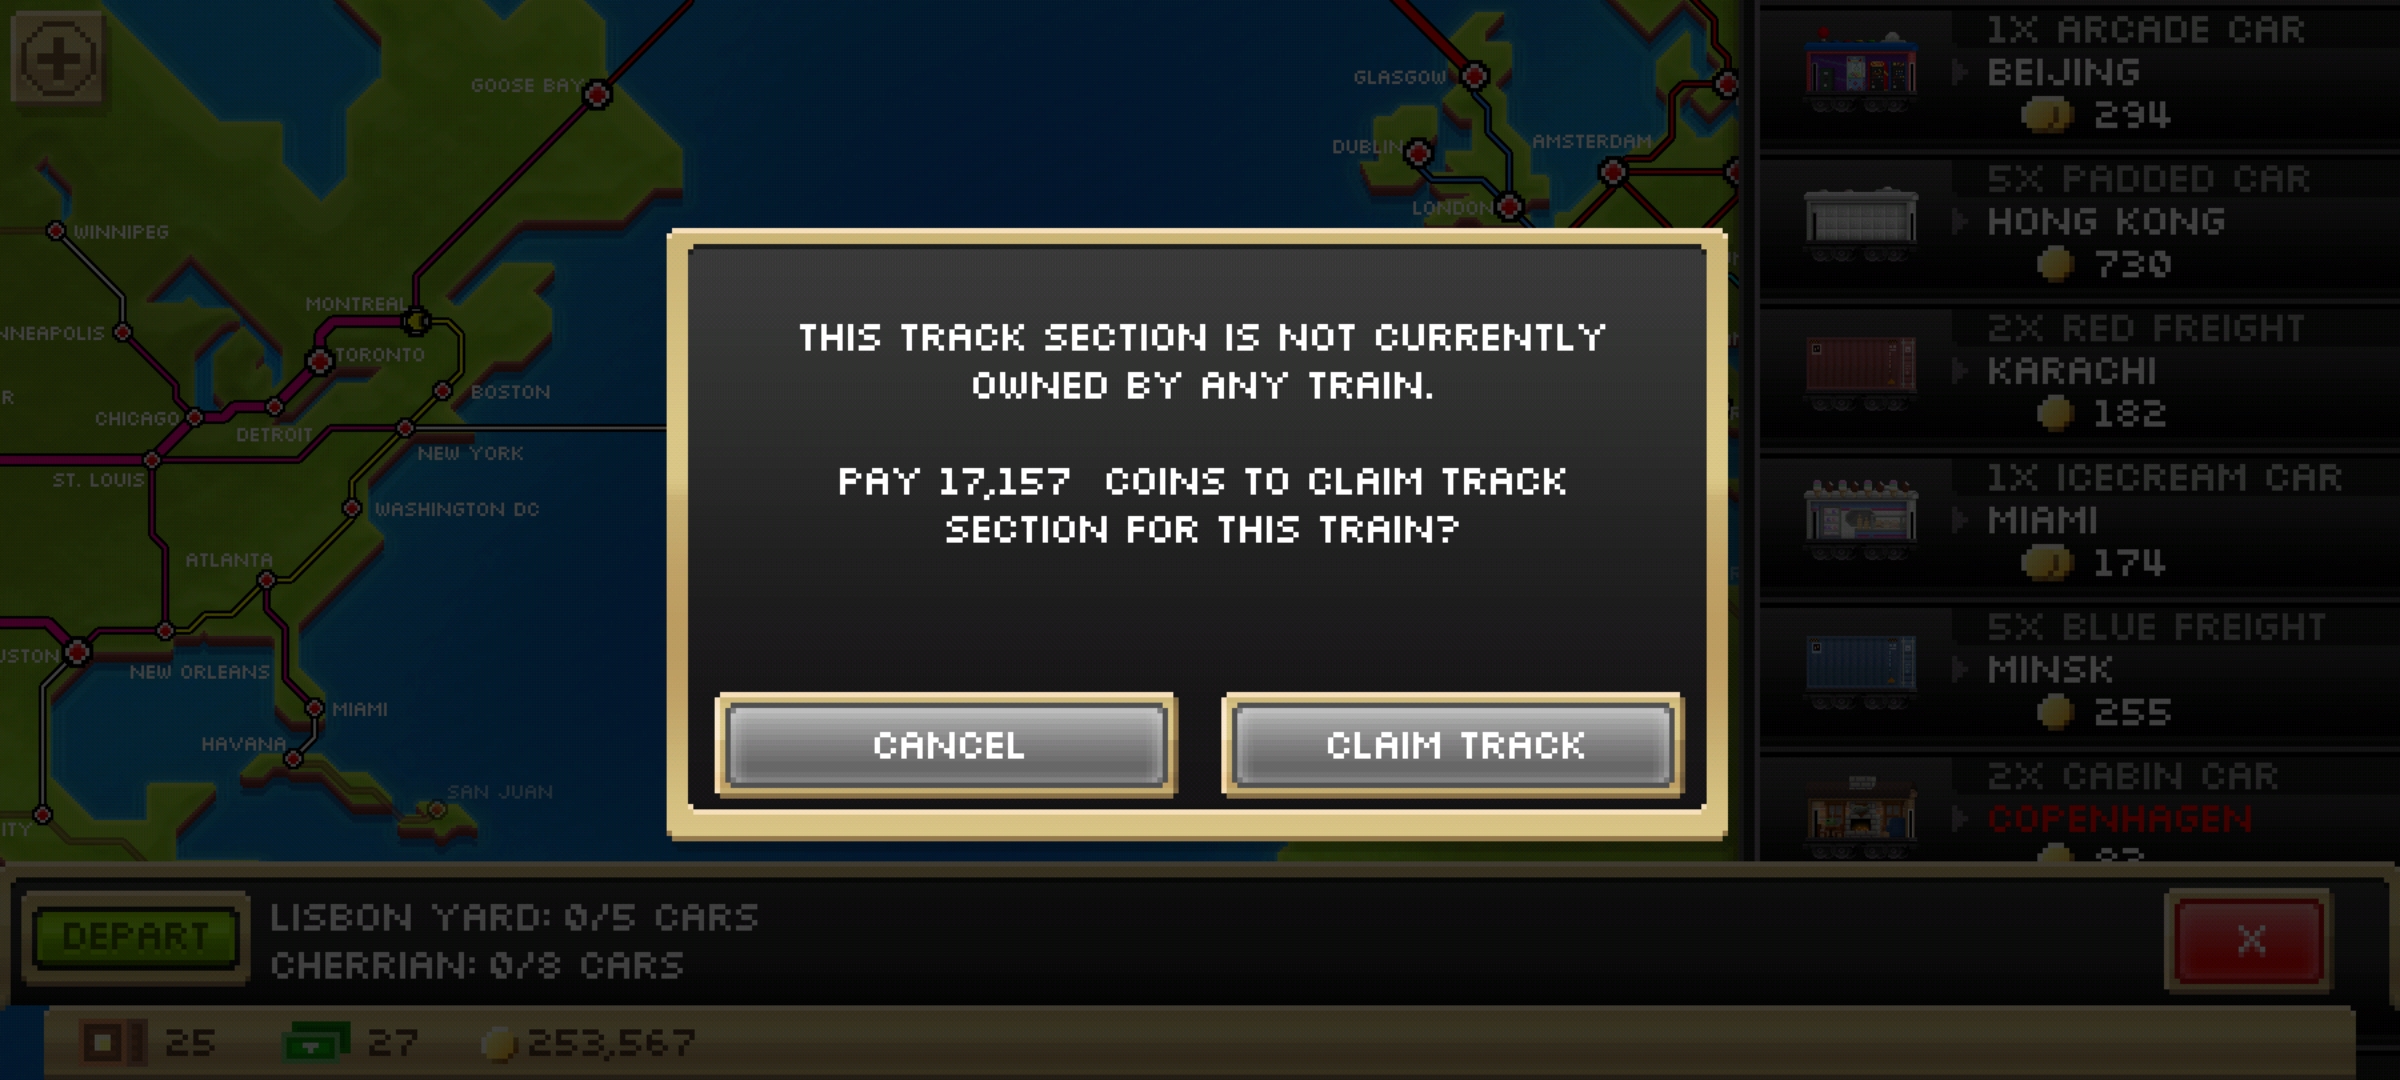 GOOSE BAY
GLASGOW
DUBLIN
AMSTERDAM
LONDON
WINNIPEG
MONTREAL
NNEAPOLIS
TORONTO
R
BOSTON
CHICAGO
DETROIT
NEW YORK
ST. LOUIS
WASHINGTON DC
ATLANTA
USTON
NEW ORLEANS
MIAMI
HAVANA
SAN JUAN
ITY
THIS TRACK SECTION IS NOT CURRENTLY
OWNED BY ANY TRAIN.
PAY 17,157 COINS TO CLAIM TRACK
SECTION FOR THIS TRAIN?
CANCEL
CLAIM TRACK
1X ARCADE CAR
BEIJING
294
5X PADDED CAR
HONG KONG
730
2X RED FREIGHT
KARACHI
182
1X ICECREAM CAR
MIAMI
174
5X BLUE FREIGHT
MINSK
255
2X CABIN CAR
COPENHAGEN
DEPART
LISBON YARD: 0/5 CARS
CHERRIAN: 0/8 CARS
X
25
27
253,567